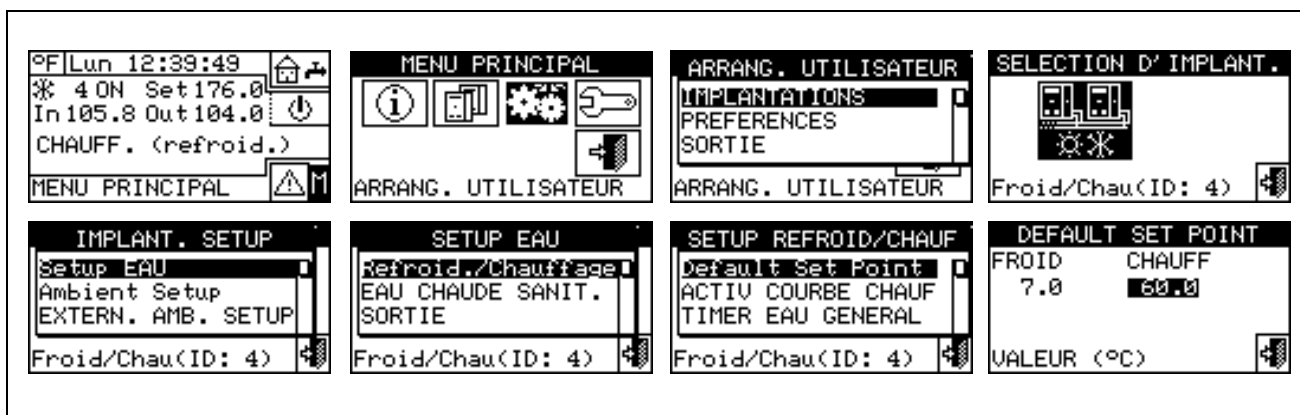 °F Lun 12:39:49
4 ON Set 176.0
In 105.8 Out 104.0
CHAUFF. (refroid.)
MENU PRINCIPAL M
MENU PRINCIPAL
ARRANG. UTILISATEUR
ARRANG. UTILISATEUR
IMPLANTATIONS
PREFERENCES
SORTIE
ARRANG. UTILISATEUR
SELECTION D'IMPLANT.
Froid/Chau(ID: 4)
IMPLANT. SETUP
Setup EAU
Ambient Setup
EXTERN. AMB. SETUP
Froid/Chau(ID: 4)
SETUP EAU
Refroid./Chauffage
EAU CHAUDE SANIT.
SORTIE
Froid/Chau(ID: 4)
SETUP REFROID/CHAUF
Default Set Point
ACTIV COURBE CHAUF
TIMER EAU GENERAL
Froid/Chau(ID: 4)
DEFAULT SET POINT
FROID CHAUFF
7.0 60.0
VALEUR (°C)